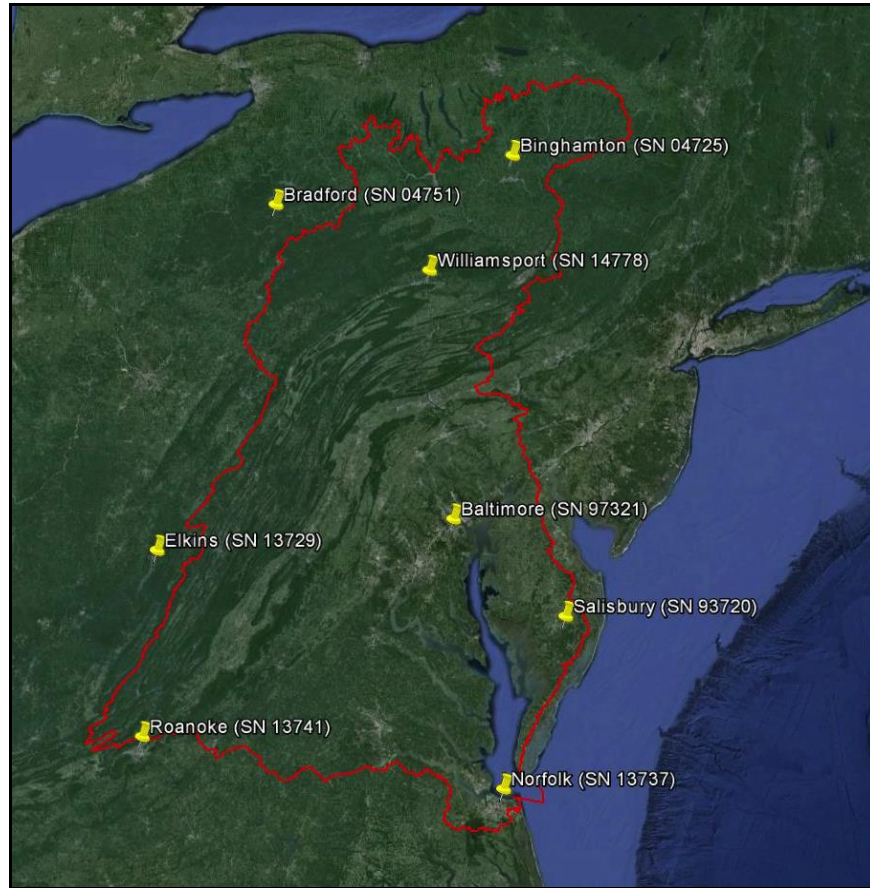 Binghamton (SN 04725)
Bradford (SN 04751)
Williamsport (SN 14778)
Baltimore (SN 97321)
Elkins (SN 13729)
Salisbury (SN 93720)
Roanoke (SN 13741)
Norfolk (SN 13737)